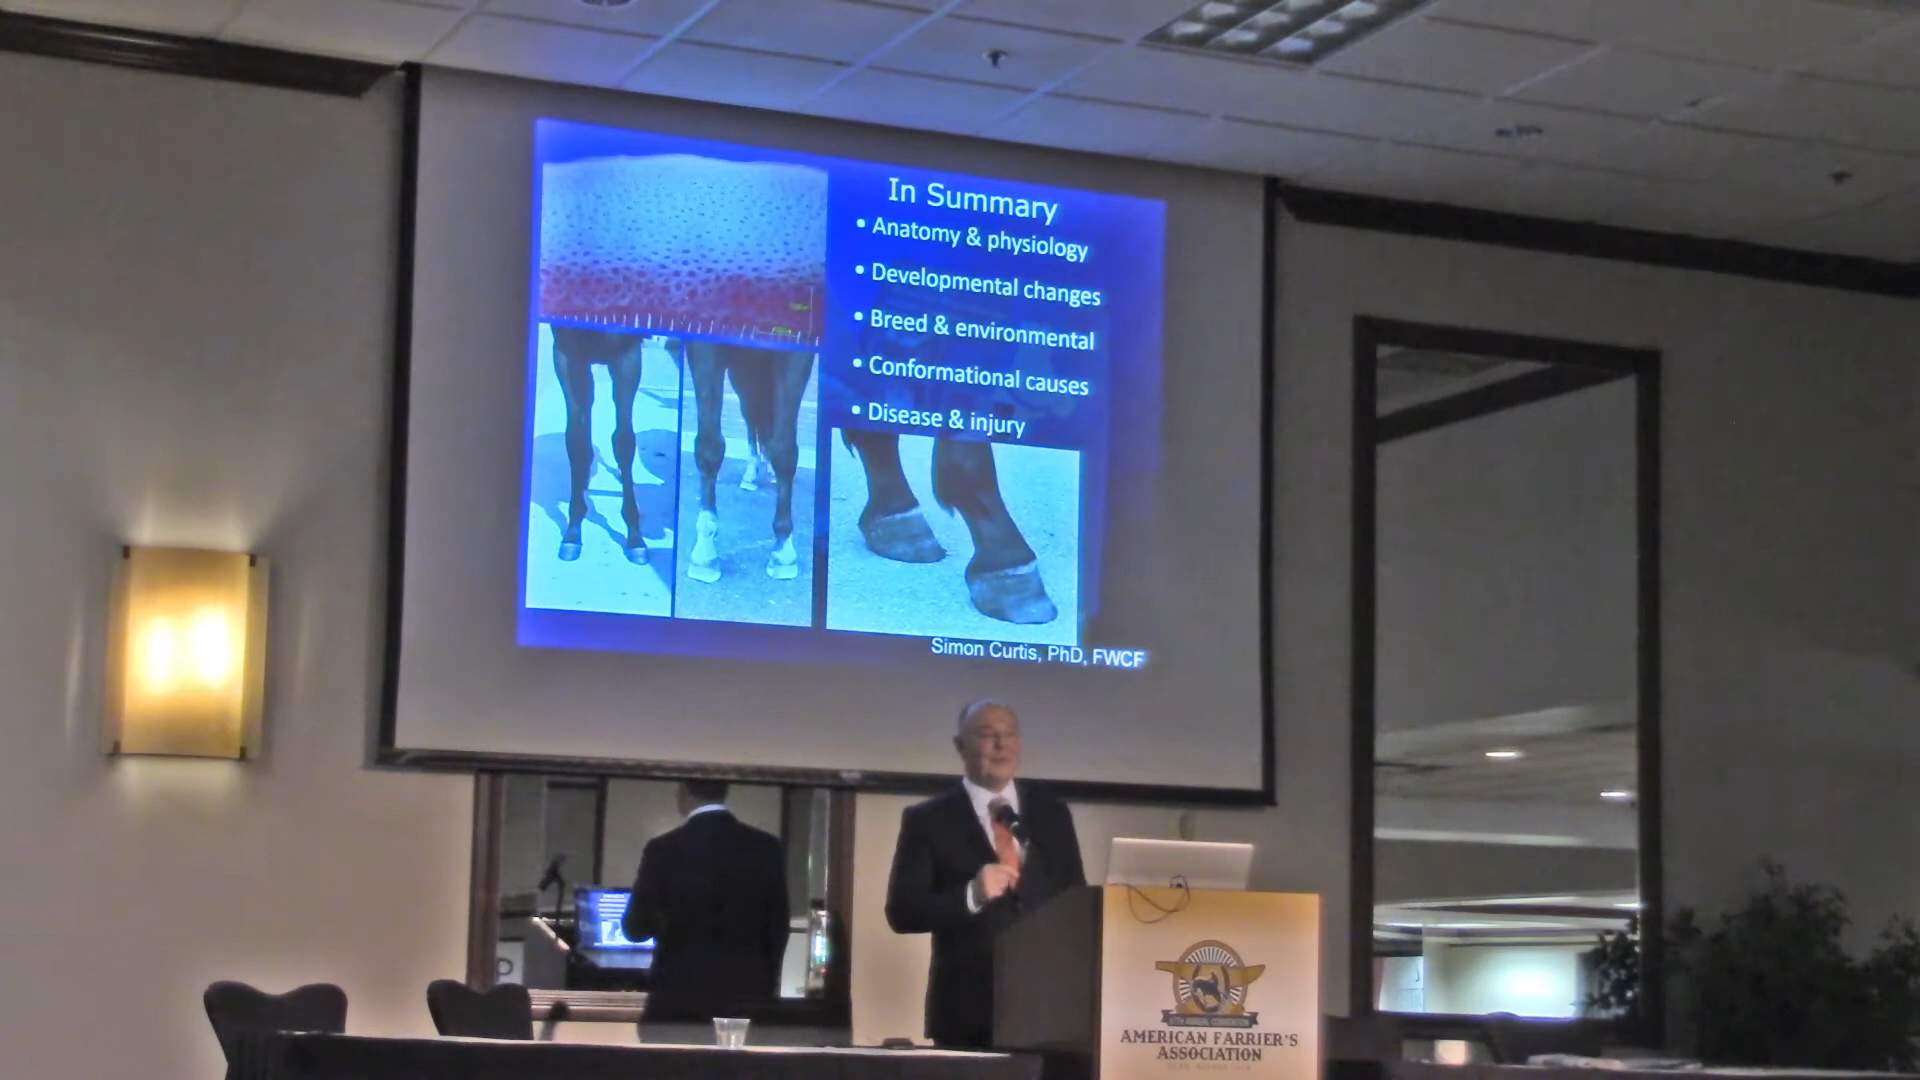 In Summary
• Anatomy & physiology
• Developmental changes
• Breed & environmental
• Conformational causes
• Disease & injury
Simon Curtis, PhD, FWCF
AMERICAN FARRIER'S
ASSOCIATION